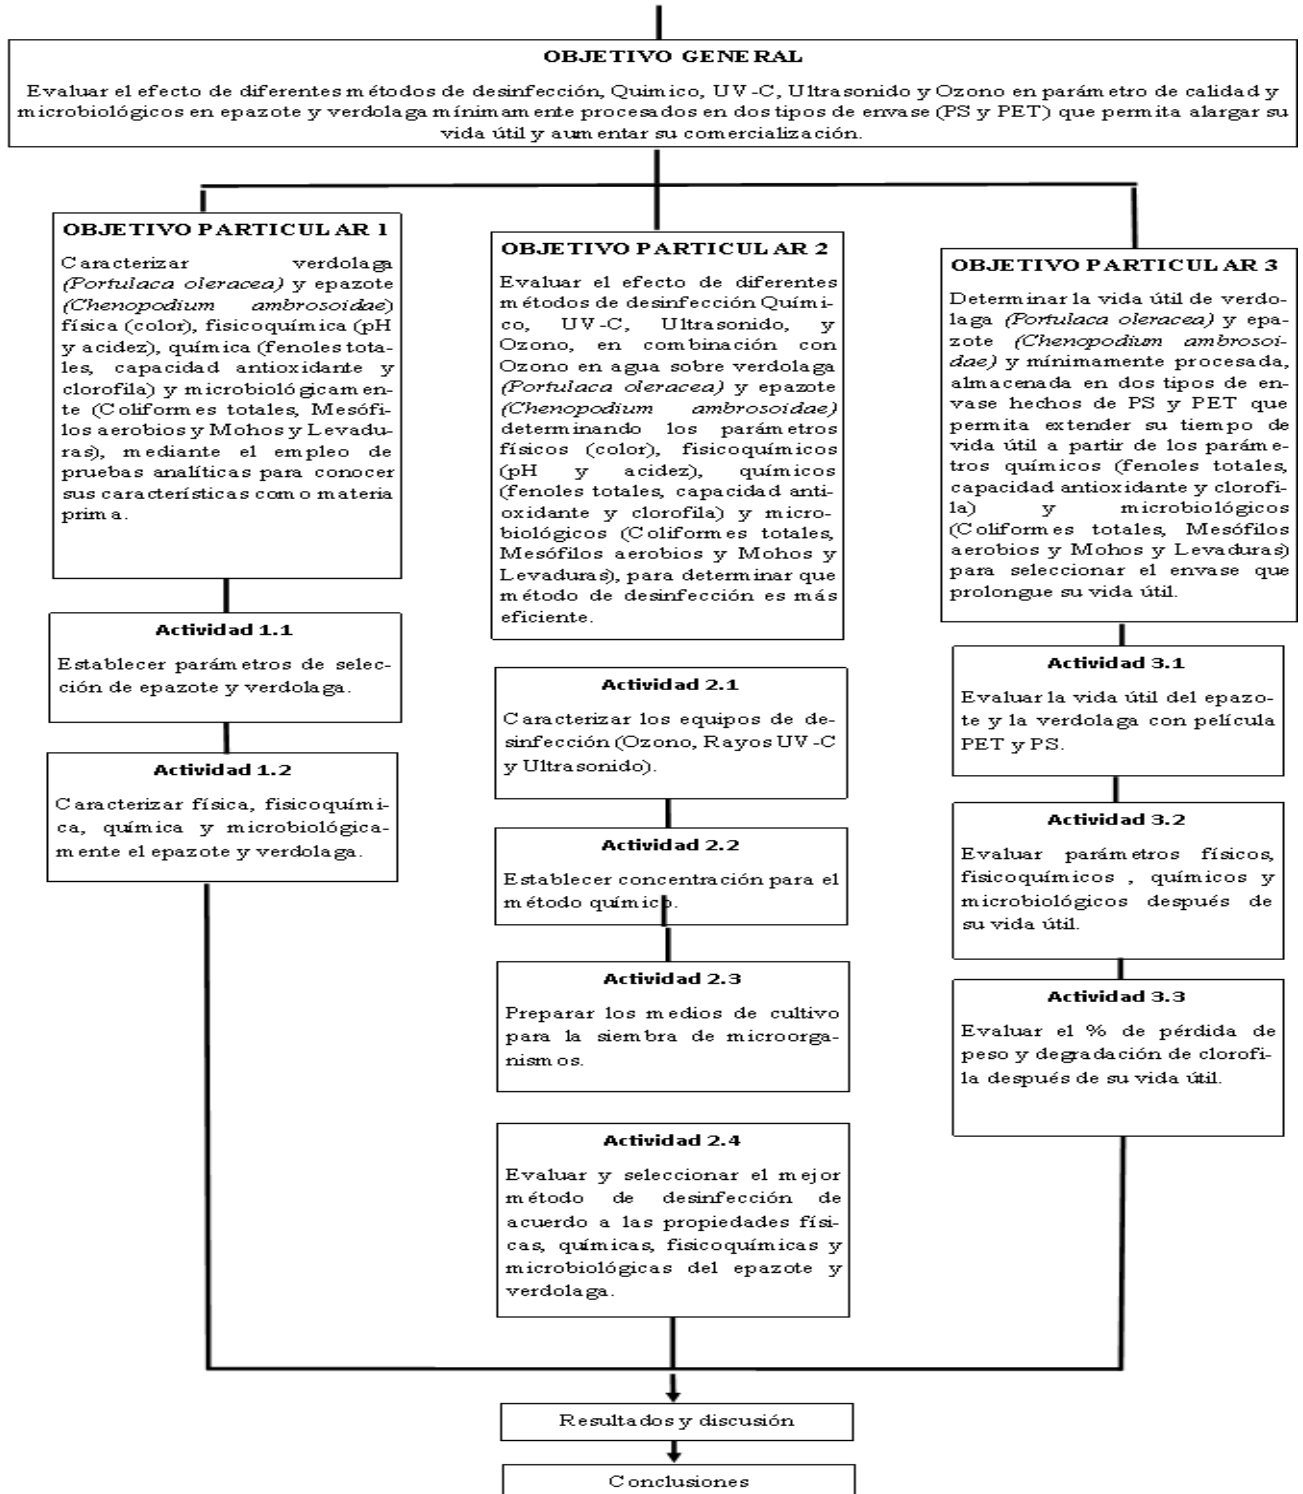 OBJETIVO GENERAL
Evaluar el efecto de diferentes métodos de desinfección, Quimico, UV-C, Ultrasonido y Ozono en parámetro de calidad y
microbiológicos en epazote y verdolaga mínimamente procesados en dos tipos de envase (PS y PET) que permita alargar su
vida útil y aumentar su comercialización.
OBJETIVO PARTICULAR 1
Caracterizar verdolaga
(Portulaca oleracea) y epazote
(Chenopodium ambrosoidae)
física (color), fisicoquímica (pH
y acidez), química (fenoles tota-
les, capacidad antioxidante y
clorofila) y microbiológicamen-
te (Coliformes totales, Mesófi-
los aerobios y Mohos y Levadu-
ras), mediante el empleo de
pruebas analíticas para conocer
sus características como materia
prima.
Actividad 1.1
Establecer parámetros de selec-
ción de epazote y verdolaga.
Actividad 1.2
Caracterizar física, fisicoquími-
ca, química y microbiológica-
mente el epazote y verdolaga.
OBJETIVO PARTICULAR 2
Evaluar el efecto de diferentes
métodos de desinfección Quími-
co, UV-C, Ultrasonido, y
Ozono, en combinación con
Ozono en agua sobre verdolaga
(Portulaca oleracea) y epazote
(Chenopodium ambrosoidae)
determinando los parámetros
físicos (color), fisicoquímicos
(pH y acidez), químicos
(fenoles totales, capacidad anti-
oxidante y clorofila) y micro-
biológicos (Coliformes totales,
Mesófilos aerobios y Mohos y
Levaduras), para determinar que
método de desinfección es más
eficiente.
Actividad 2.1
Caracterizar los equipos de de-
sinfección (Ozono, Rayos UV-C
y Ultrasonido).
Actividad 2.2
Establecer concentración para el
método químico.
Actividad 2.3
Preparar los medios de cultivo
para la siembra de microorga-
nismos.
Actividad 2.4
Evaluar y seleccionar el mejor
método de desinfección de
acuerdo a las propiedades físi-
cas, químicas, fisicoquímicas y
microbiológicas del epazote y
verdolaga.
OBJETIVO PARTICULAR 3
Determinar la vida útil de verdo-
laga (Portulaca oleracea) y epa-
zote (Chenopodium ambrosoi-
dae) y mínimamente procesada,
almacenada en dos tipos de en-
vase hechos de PS y PET que
permita extender su tiempo de
vida útil a partir de los paráme-
tros químicos (fenoles totales,
capacidad antioxidante y clorofi-
la) y microbiológicos
(Coliformes totales, Mesófilos
aerobios y Mohos y Levaduras)
para seleccionar el envase que
prolongue su vida útil.
Actividad 3.1
Evaluar la vida útil del epazo-
te y la verdolaga con película
PET y PS.
Actividad 3.2
Evaluar parámetros físicos,
fisicoquímicos , químicos y
microbiológicos después de
su vida útil.
Actividad 3.3
Evaluar el % de pérdida de
peso y degradación de clorofi-
la después de su vida útil.
Resultados y discusión
Conclusiones